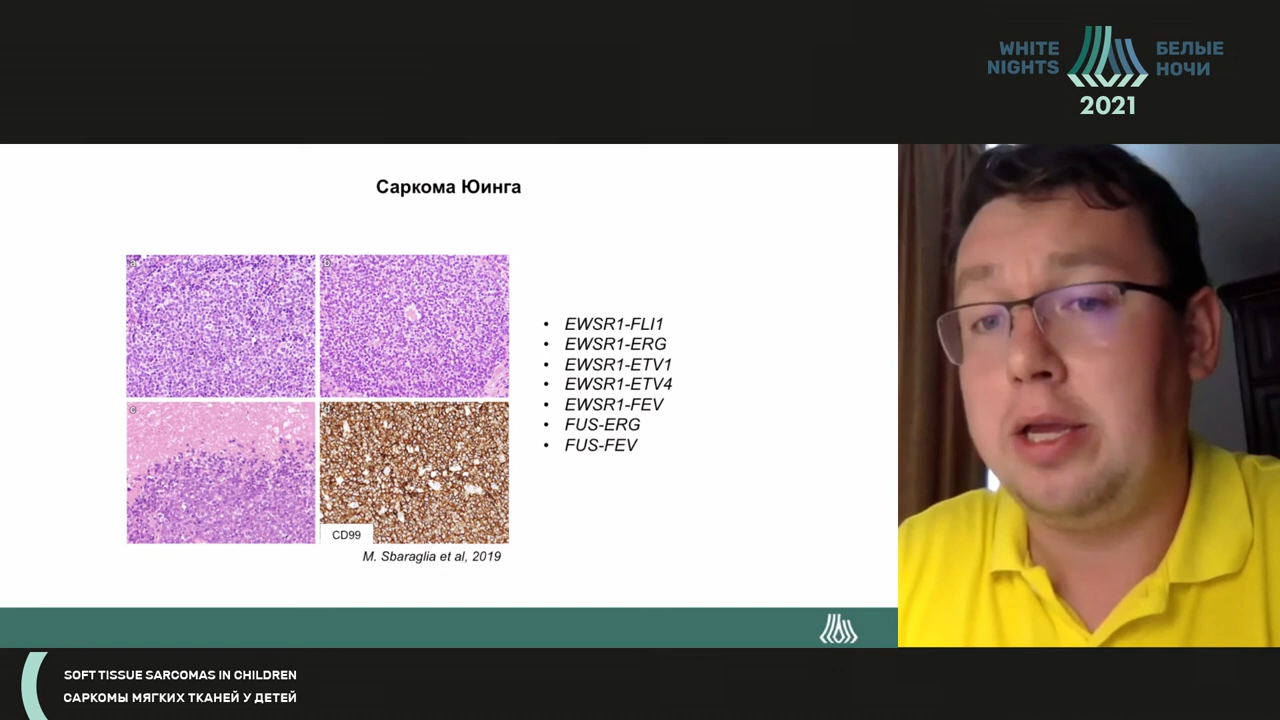 WHITE
NIGHTS
БЕЛЫЕ
НОЧИ
2021
Саркома Юинга
a
b
c
d
CD99
M. Sbaraglia et al, 2019
• EWSR1-FLI1
• EWSR1-ERG
• EWSR1-ETV1
• EWSR1-ETV4
• EWSR1-FEV
• FUS-ERG
• FUS-FEV
SOFT TISSUE SARCOMAS IN CHILDREN
САРКОМЫ МЯГКИХ ТКАНЕЙ У ДЕТЕЙ